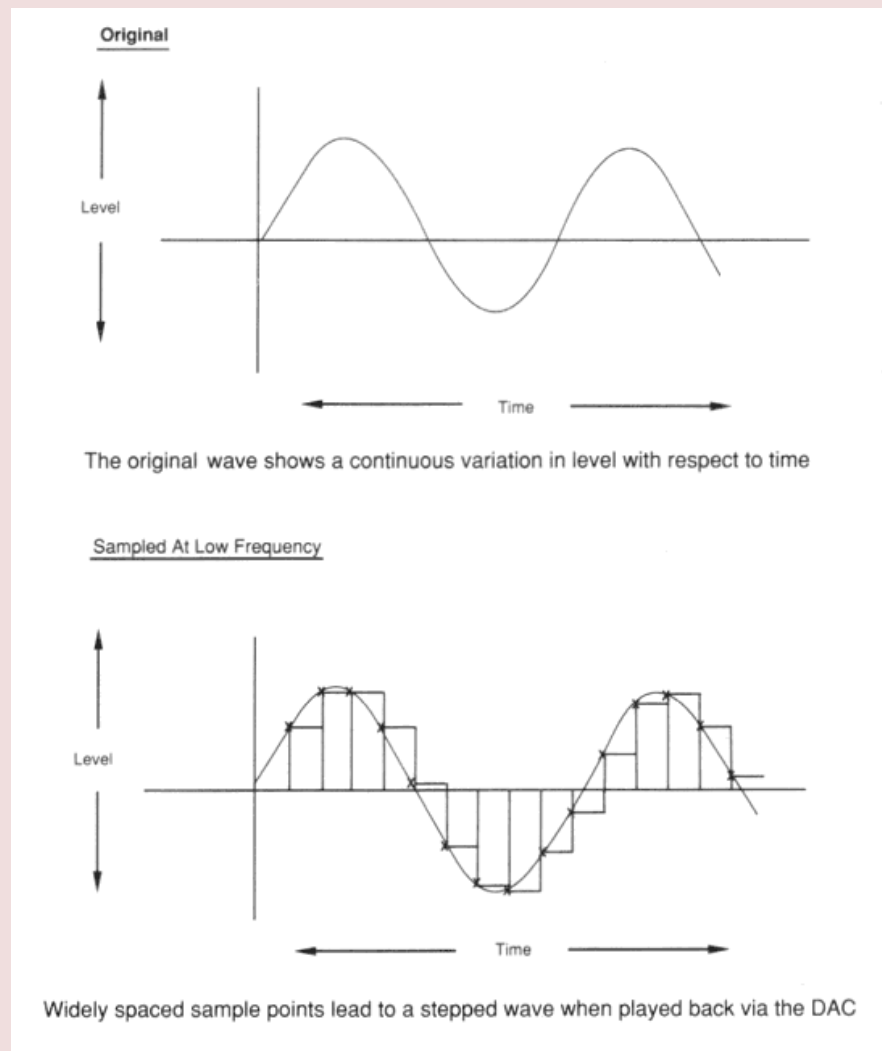 Original
Level
Time
The original wave shows a continuous variation in level with respect to time
Sampled At Low Frequency
Level
Time
Widely spaced sample points lead to a stepped wave when played back via the DAC